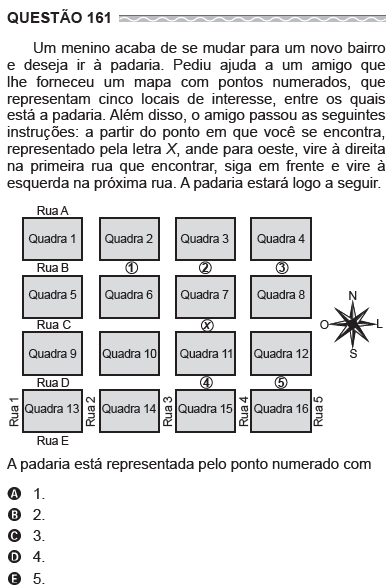 QUESTÃO 161
Um menino acaba de se mudar para um novo bairro
e deseja ir à padaria. Pediu ajuda a um amigo que
lhe forneceu um mapa com pontos numerados, que
representam cinco locais de interesse, entre os quais
está a padaria. Além disso, o amigo passou as seguintes
instruções: a partir do ponto em que você se encontra,
representado pela letra X, ande para oeste, vire à direita
na primeira rua que encontrar, siga em frente e vire à
esquerda na próxima rua. A padaria estará logo a seguir.
Rua A
Quadra 1 Quadra 2 Quadra 3 Quadra 4
Rua B 1 2 3
Quadra 5 Quadra 6 Quadra 7 Quadra 8
Rua C X
Quadra 9 Quadra 10 Quadra 11 Quadra 12
Rua D 4 5
Rua 1 Quadra 13 Rua 2 Quadra 14 Rua 3 Quadra 15 Rua 4 Quadra 16 Rua 5
Rua E
N
O L
S
A padaria está representada pelo ponto numerado com
A 1.
B 2.
C 3.
D 4.
E 5.